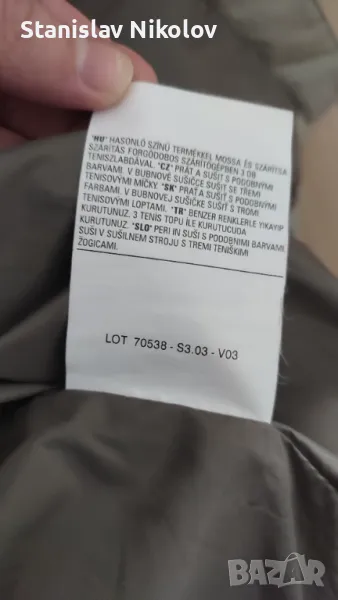 Stanislav Nikolov
"HU" HASONLÓ SZÍNŰ TERMÉKKEL MOSSA ÉS SZÁRÍTSA
SZÁRÍTÁS FORGÓDOBOS SZÁRÍTÓGÉPBEN 3 DB
TENISZLABDÁVAL. "CZ" PRÁT A SUŠIT S PODOBNÝMI
BARVAMI. V BUBNOVÉ SUŠIČCE SUŠIT SE TŘEMI
TENISOVÝMI MÍČKY. "SK" PRAŤ A SUŠIŤ S PODOBNÝMI
FARBAMI. V BUBNOVEJ SUŠIČKE SUŠIŤ S TROMI
TENISOVÝMI LOPTAMI. "TR" BENZER RENKLERLE YIKAYIP
KURUTUNUZ. 3 TENİS TOPU İLE KURUTUCUDA
KURUTUNUZ. "SLO" PERI IN SUŠI S PODOBNIMI BARVAMI
SUŠI V SUŠILNEM STROJU S TREMI TENIŠKIMI
ŽOGICAMI.
LOT 70538 - S3.03 - V03
BAZAR